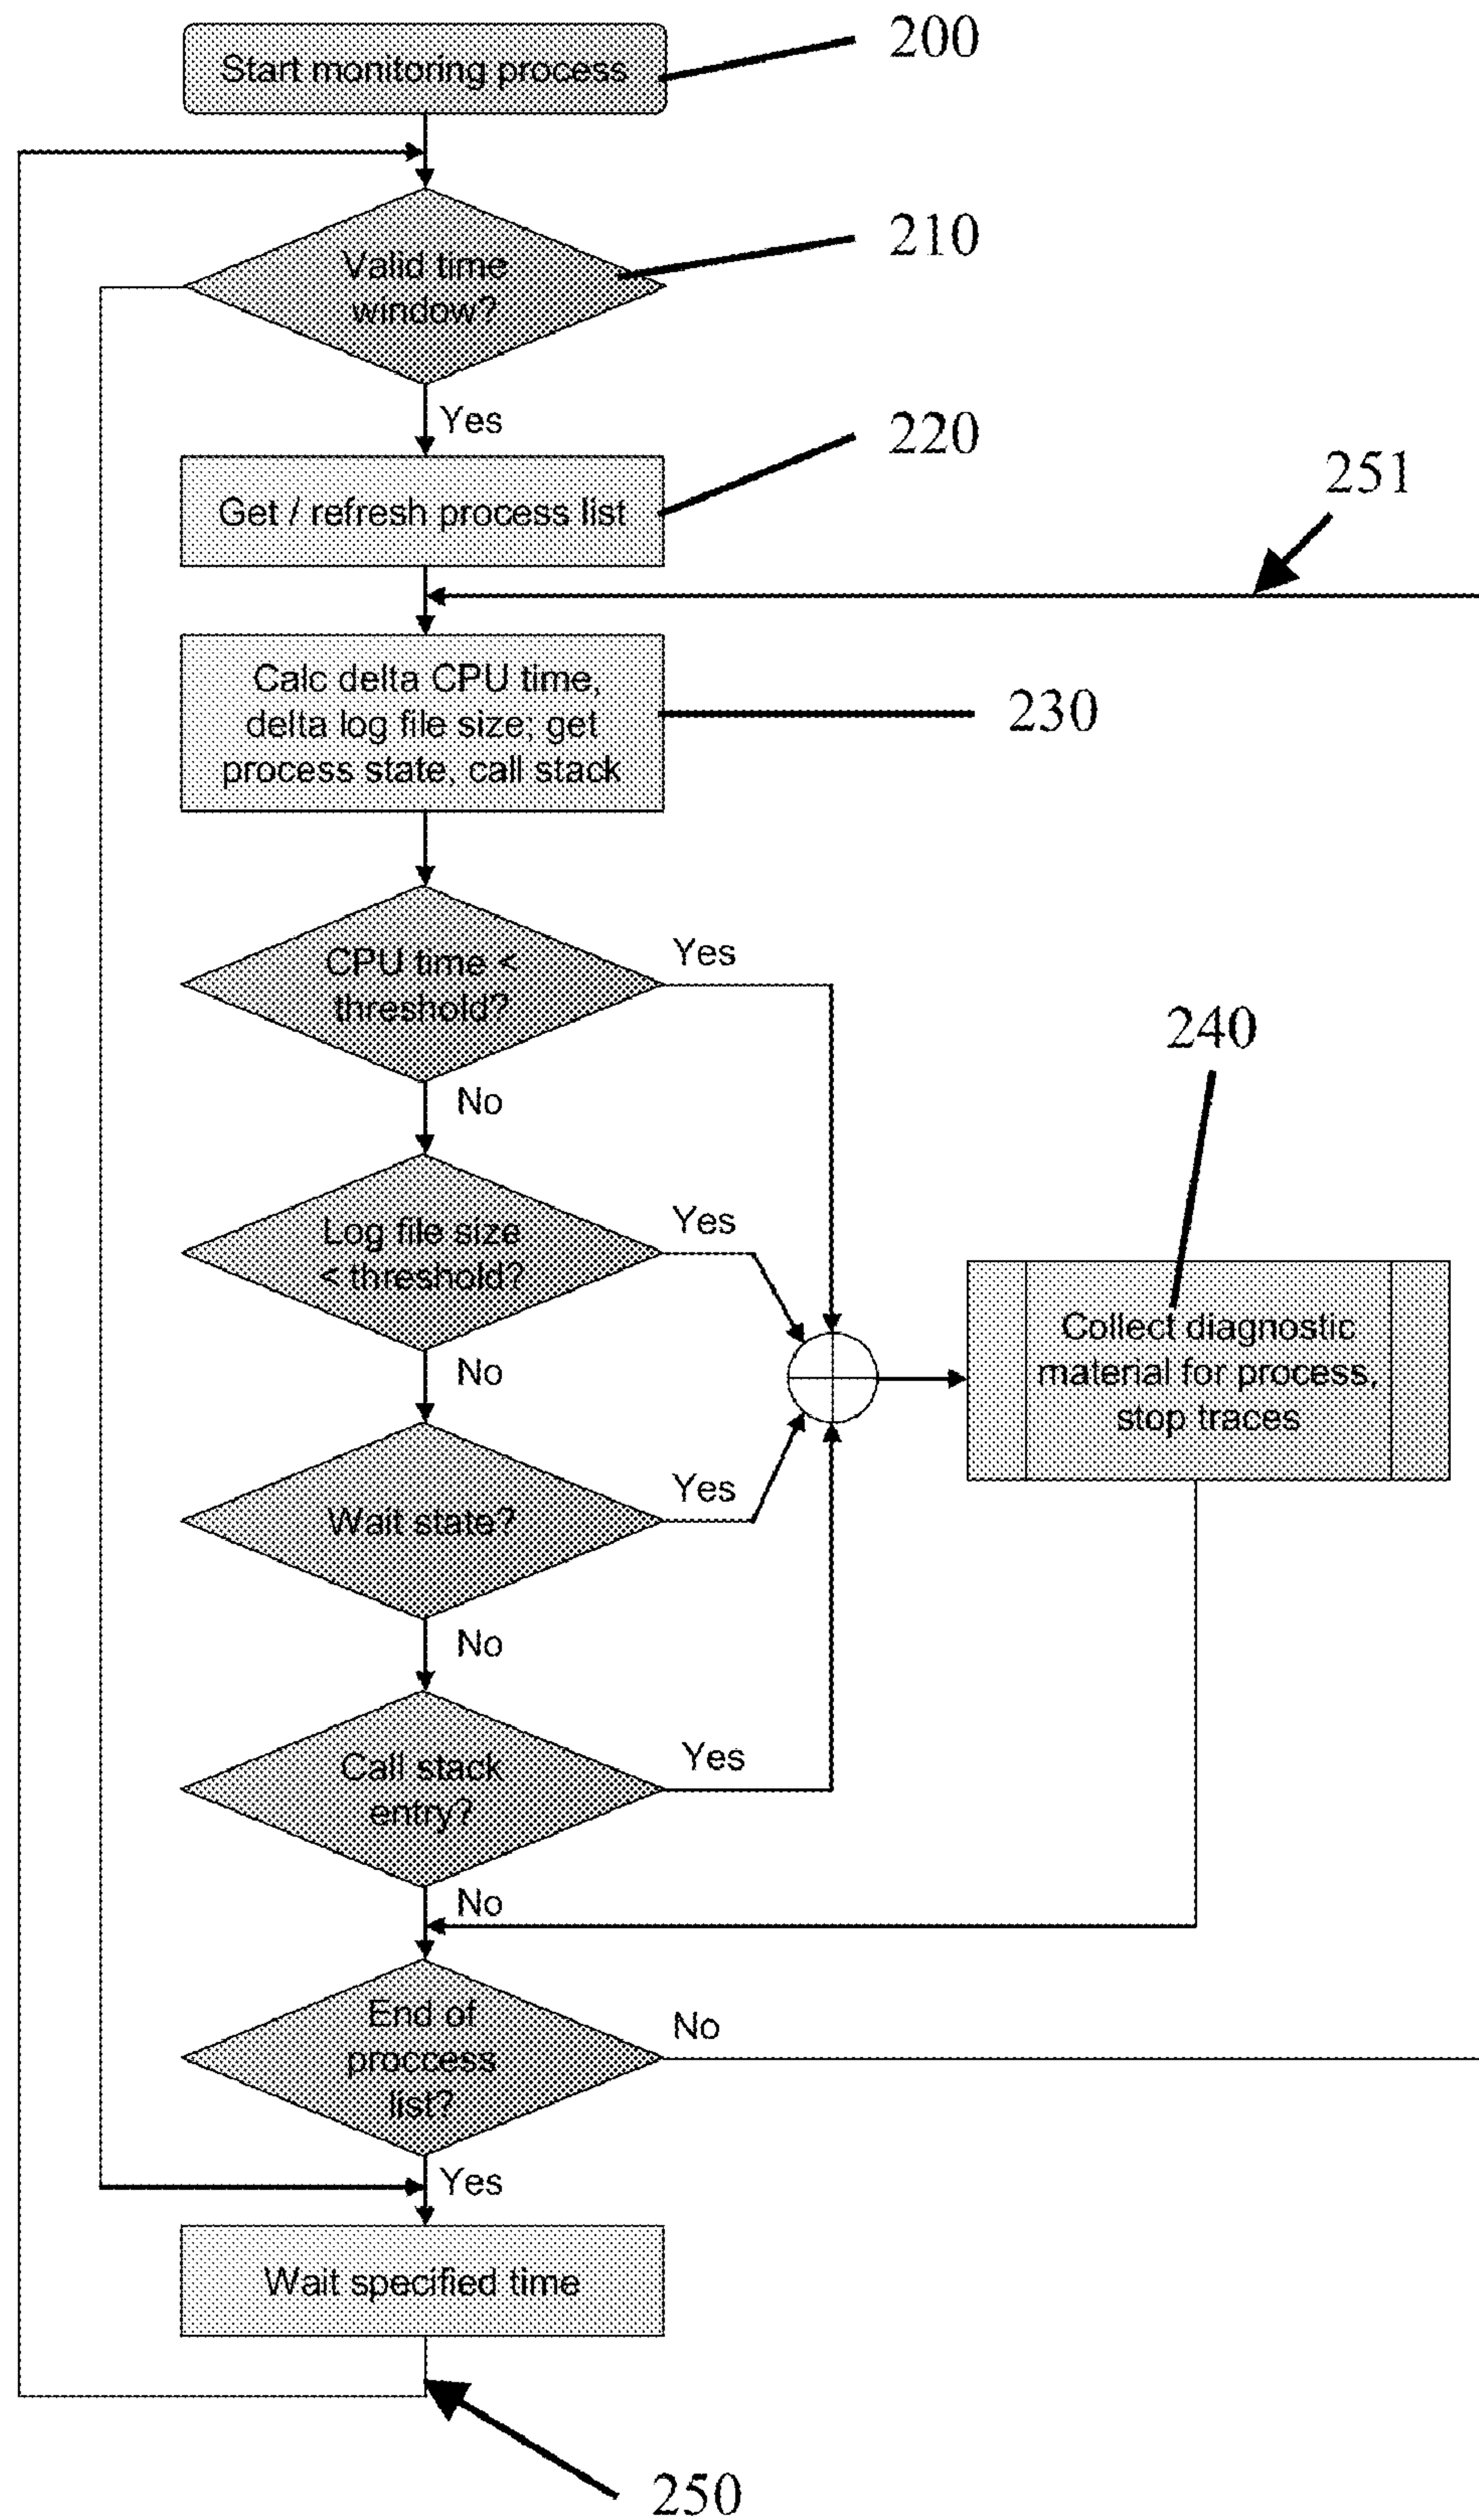 Start monitoring process
200
Valid time
window?
210
Yes
Get / refresh process list
220
251
Calc delta CPU time,
delta log file size; get
process state, call stack
230
CPU time <
threshold?
Yes
No
240
Log file size
< threshold?
Yes
No
Collect diagnostic
material for process,
stop traces
Wait state?
Yes
No
Call stack
entry?
Yes
No
End of
proccess
list?
No
Yes
Wait specified time
250